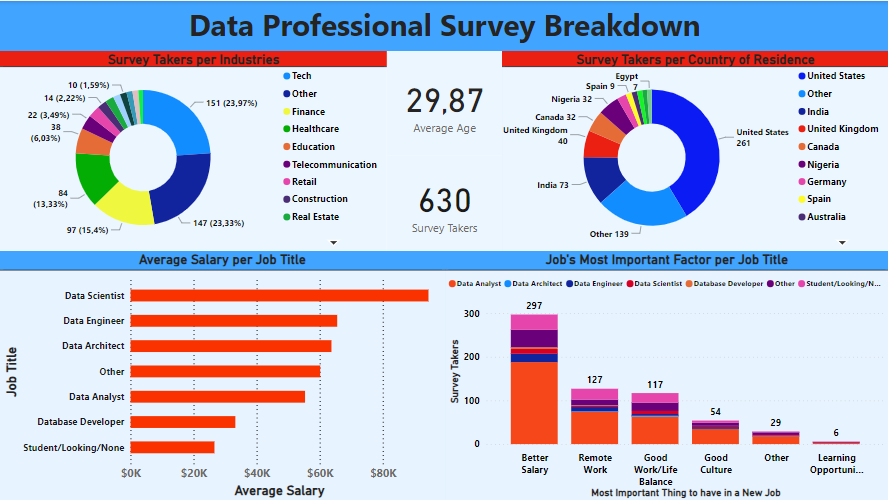 Data Professional Survey Breakdown
Survey Takers per Industries
10 (1,59%)
14 (2,22%)
22 (3,49%)
38
(6,03%)
84
(13,33%)
97 (15,4%)
147 (23,33%)
151 (23,97%)
Tech
Other
Finance
Healthcare
Education
Telecommunication
Retail
Construction
Real Estate
29,87
Average Age
630
Survey Takers
Survey Takers per Country of Residence
Egypt
7
Spain 9
Nigeria 32
Canada 32
United Kingdom
40
India 73
Other 139
United States
261
United States
Other
India
United Kingdom
Canada
Nigeria
Germany
Spain
Australia
Average Salary per Job Title
Job Title
Data Scientist
Data Engineer
Data Architect
Other
Data Analyst
Database Developer
Student/Looking/None
$0K
$20K
$40K
$60K
$80K
Average Salary
Job's Most Important Factor per Job Title
Data Analyst
Data Architect
Data Engineer
Data Scientist
Database Developer
Other
Student/Looking/N...
Survey Takers
300
200
100
0
297
127
117
54
29
6
Better
Salary
Remote
Work
Good
Work/Life
Balance
Good
Culture
Other
Learning
Opportuni...
Most Important Thing to have in a New Job